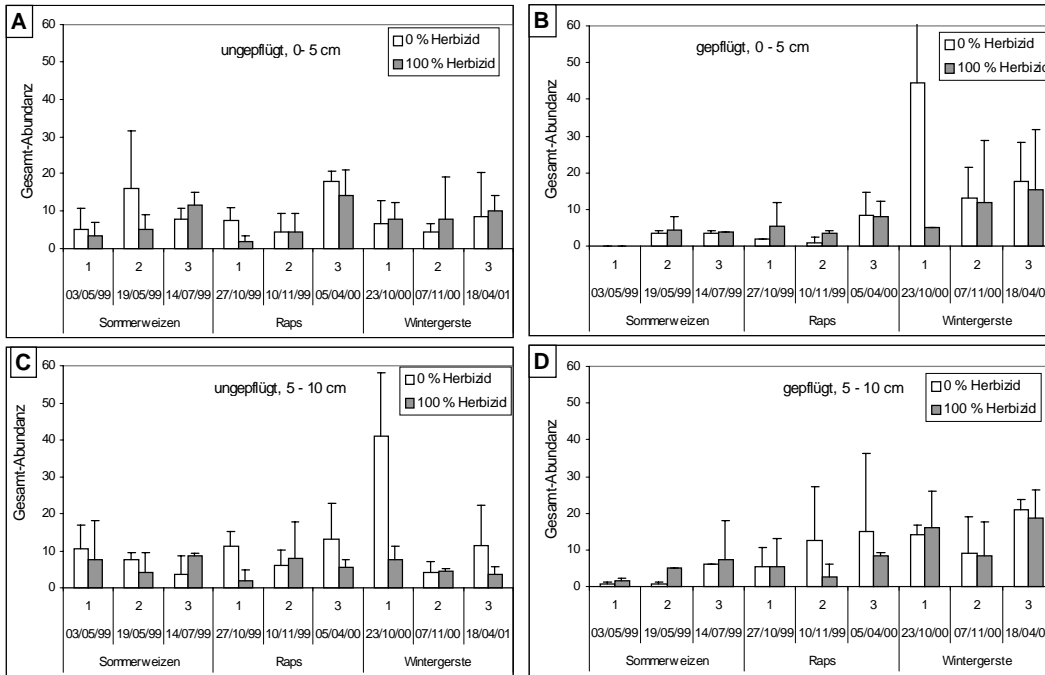 A
ungepflügt, 0- 5 cm
0 % Herbizid
100 % Herbizid
Gesamt-Abundanz
60
50
40
30
20
10
0
1 2 3 1 2 3 1 2 3
03/05/99 19/05/99 14/07/99 27/10/99 10/11/99 05/04/00 23/10/00 07/11/00 18/04/01
Sommerweizen Raps Wintergerste
B
gepflügt, 0 - 5 cm
0 % Herbizid
100 % Herbizid
Gesamt-Abundanz
60
50
40
30
20
10
0
1 2 3 1 2 3 1 2 3
03/05/99 19/05/99 14/07/99 27/10/99 10/11/99 05/04/00 23/10/00 07/11/00 18/04/0
Sommerweizen Raps Wintergerste
C
ungepflügt, 5 - 10 cm
0 % Herbizid
100 % Herbizid
Gesamt-Abundanz
60
50
40
30
20
10
0
1 2 3 1 2 3 1 2 3
03/05/99 19/05/99 14/07/99 27/10/99 10/11/99 05/04/00 23/10/00 07/11/00 18/04/01
Sommerweizen Raps Wintergerste
D
gepflügt, 5 - 10 cm
0 % Herbizid
100 % Herbizid
Gesamt-Abundanz
60
50
40
30
20
10
0
1 2 3 1 2 3 1 2 3
03/05/99 19/05/99 14/07/99 27/10/99 10/11/99 05/04/00 23/10/00 07/11/00 18/04/0
Sommerweizen Raps Wintergerste